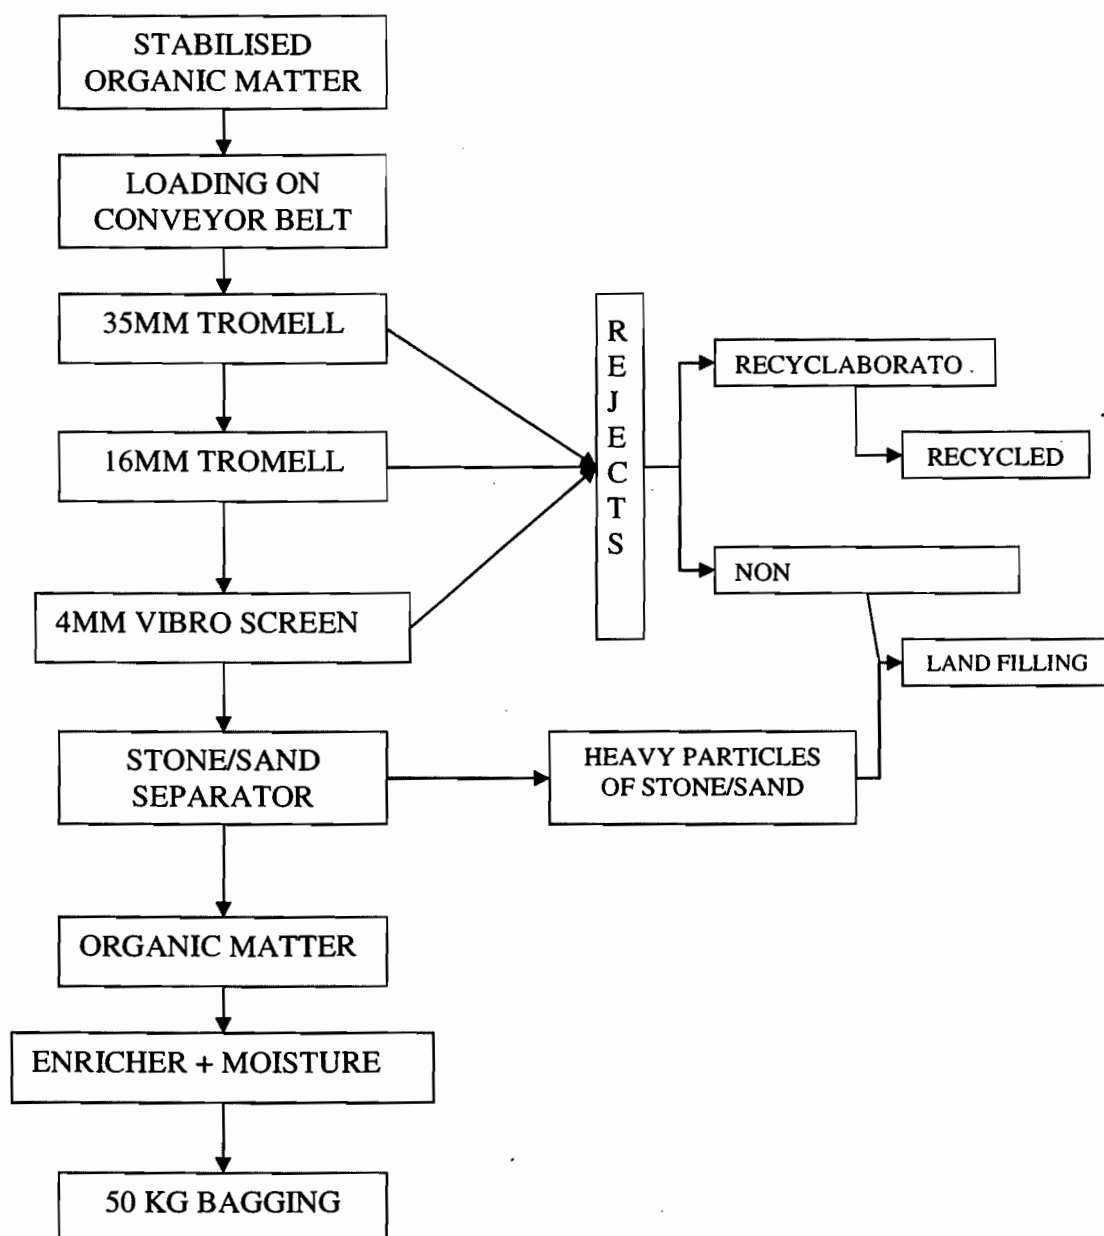 STABILISED
ORGANIC MATTER
LOADING ON
CONVEYOR BELT
35MM TROMELL
16MM TROMELL
4MM VIBRO SCREEN
STONE/SAND
SEPARATOR
ORGANIC MATTER
ENRICHER + MOISTURE
50 KG BAGGING
R
E
J
E
C
T
S
RECYCLABORATO
RECYCLED
NON
LAND FILLING
HEAVY PARTICLES
OF STONE/SAND